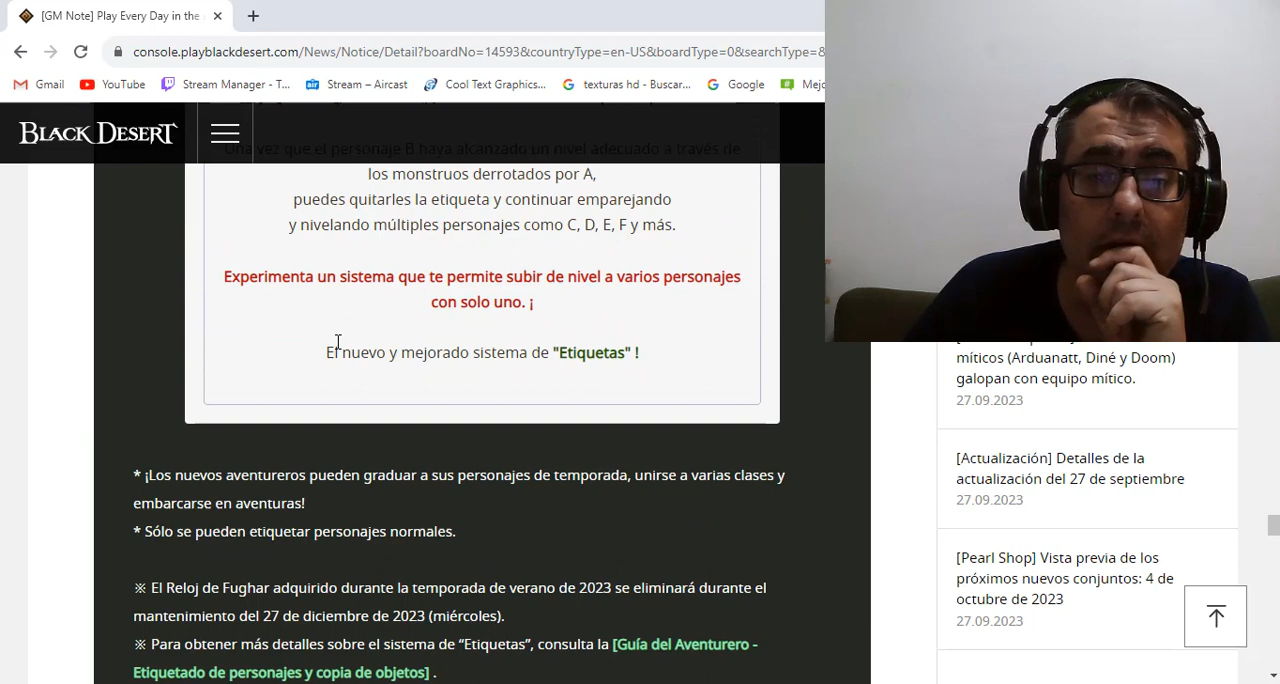 [GM Note] Play Every Day in the
console.playblackdesert.com/News/Notice/Detail?boardNo=14593&countryType=en-US&boardType=0&searchType=&
Gmail YouTube Stream Manager - T... Stream – Aircast Cool Text Graphics... texturas hd - Buscar... Google Mejo
BLACK DESERT
Una vez que el personaje B haya alcanzado un nivel adecuado a través de
los monstruos derrotados por A,
puedes quitarles la etiqueta y continuar emparejando
y nivelando múltiples personajes como C, D, E, F y más.
Experimenta un sistema que te permite subir de nivel a varios personajes
con solo uno. ¡
El nuevo y mejorado sistema de "Etiquetas" !
* ¡Los nuevos aventureros pueden graduar a sus personajes de temporada, unirse a varias clases y
embarcarse en aventuras!
* Sólo se pueden etiquetar personajes normales.
※ El Reloj de Fughar adquirido durante la temporada de verano de 2023 se eliminará durante el
mantenimiento del 27 de diciembre de 2023 (miércoles).
※ Para obtener más detalles sobre el sistema de “Etiquetas”, consulta la [Guía del Aventurero -
Etiquetado de personajes y copia de objetos] .
míticos (Arduanatt, Diné y Doom)
galopan con equipo mítico.
27.09.2023
[Actualización] Detalles de la
actualización del 27 de septiembre
27.09.2023
[Pearl Shop] Vista previa de los
próximos nuevos conjuntos: 4 de
octubre de 2023
27.09.2023